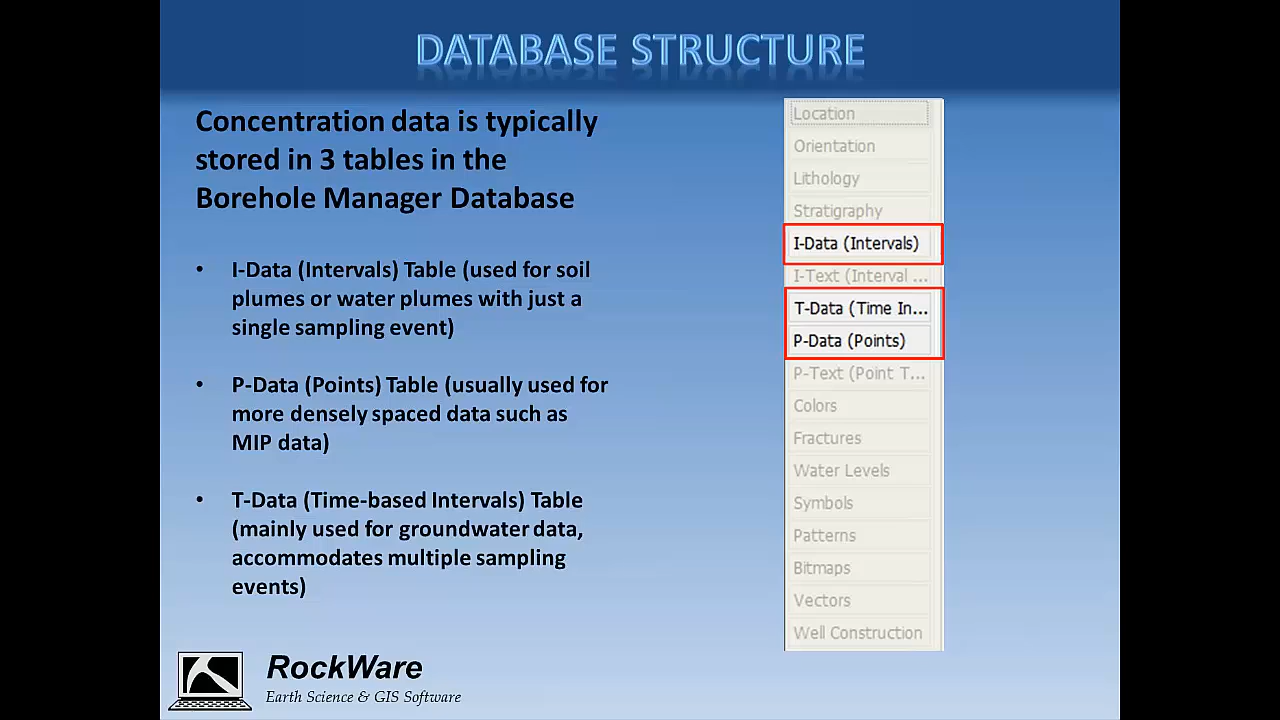 DATABASE STRUCTURE
Concentration data is typically
stored in 3 tables in the
Borehole Manager Database
• I-Data (Intervals) Table (used for soil
plumes or water plumes with just a
single sampling event)
• P-Data (Points) Table (usually used for
more densely spaced data such as
MIP data)
• T-Data (Time-based Intervals) Table
(mainly used for groundwater data,
accommodates multiple sampling
events)
Location
Orientation
Lithology
Stratigraphy
I-Data (Intervals)
I-Text (Interval ...
T-Data (Time In...
P-Data (Points)
P-Text (Point T...
Colors
Fractures
Water Levels
Symbols
Patterns
Bitmaps
Vectors
Well Construction
RockWare
Earth Science & GIS Software